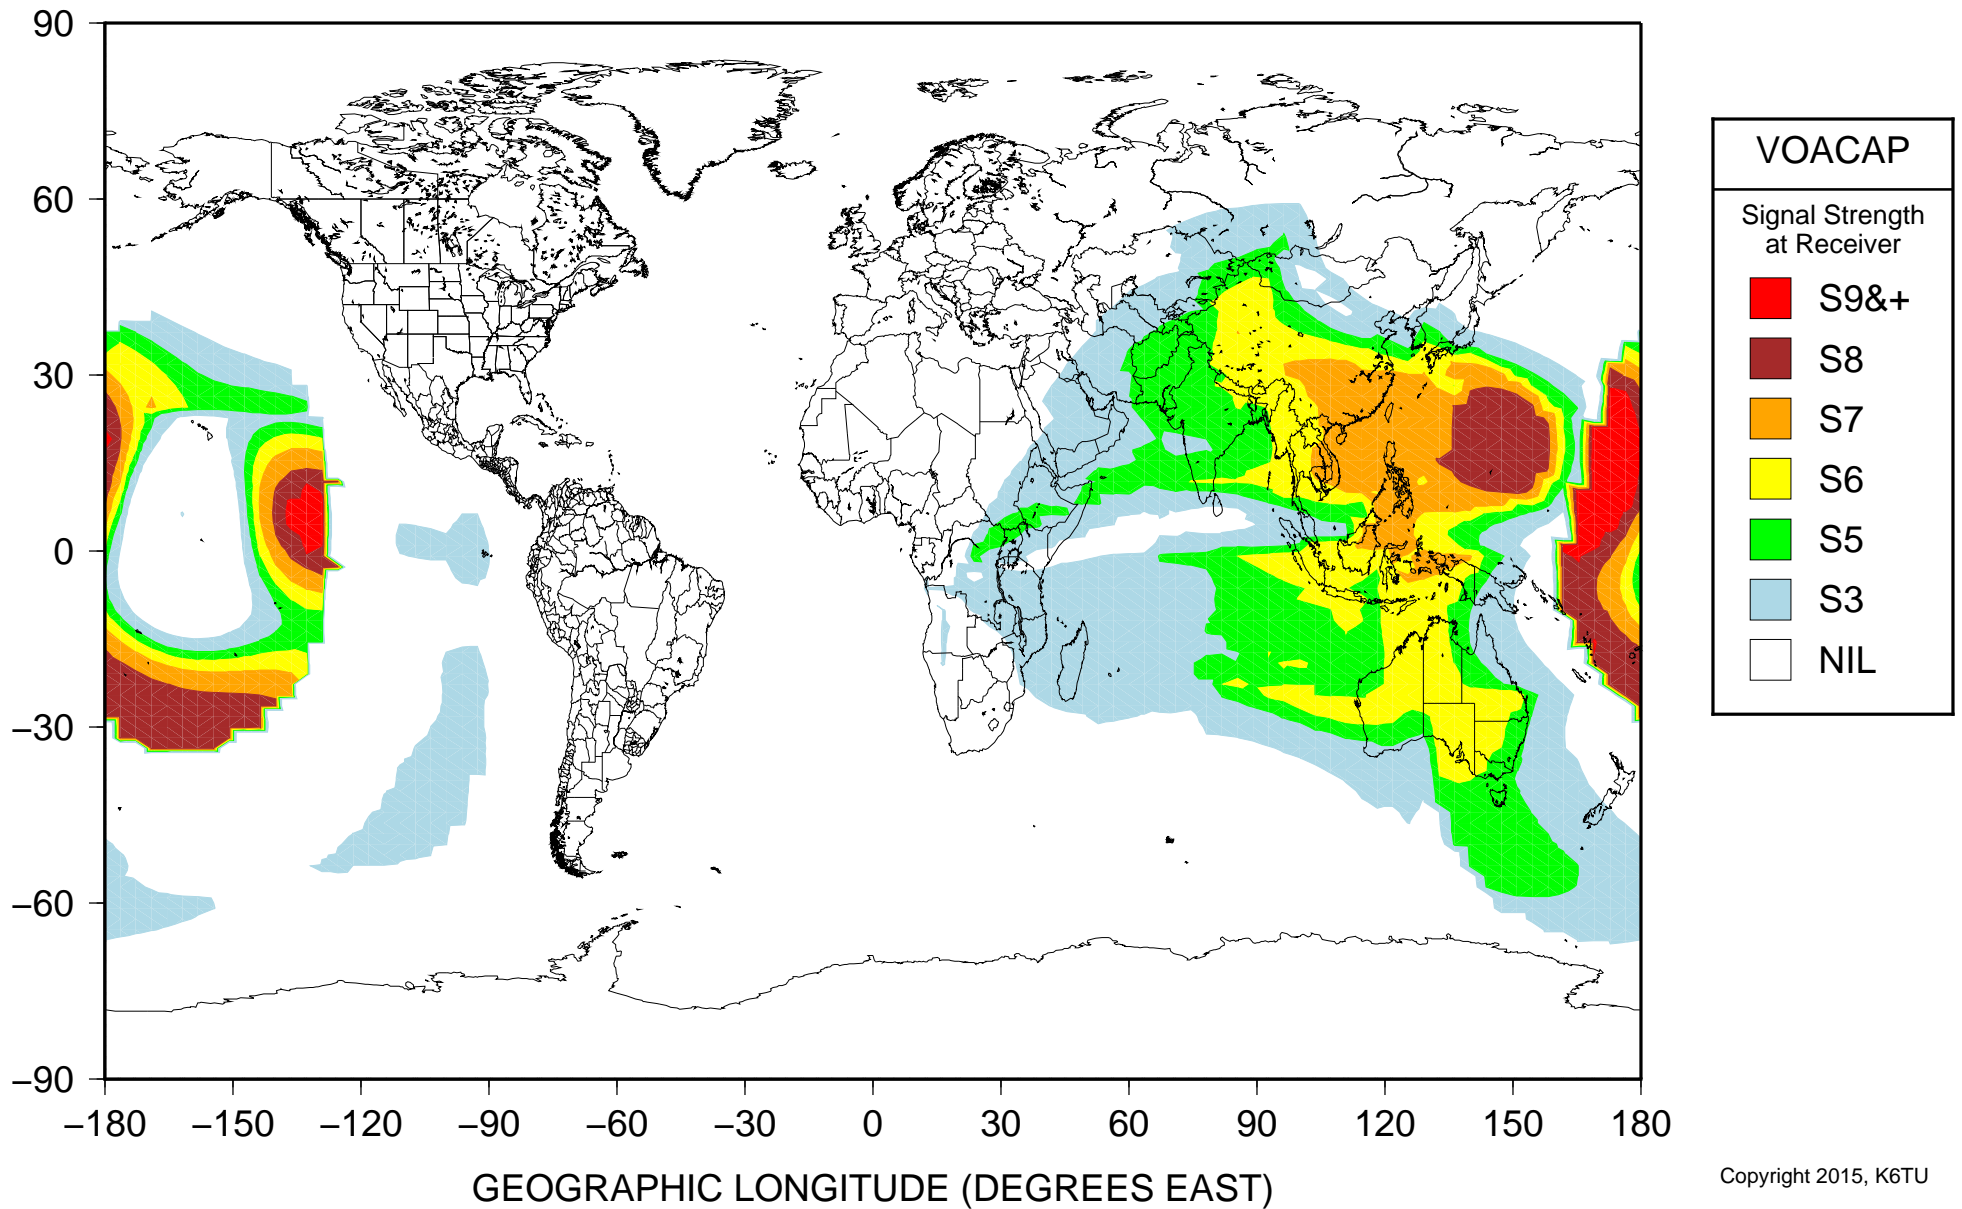 90
60
30
0
−30
−60
−90
−180 −150 −120 −90 −60 −30 0 30 60 90 120 150 180
GEOGRAPHIC LONGITUDE (DEGREES EAST)
VOACAP
Signal Strength
at Receiver
S9&+
S8
S7
S6
S5
S3
NIL
Copyright 2015, K6TU